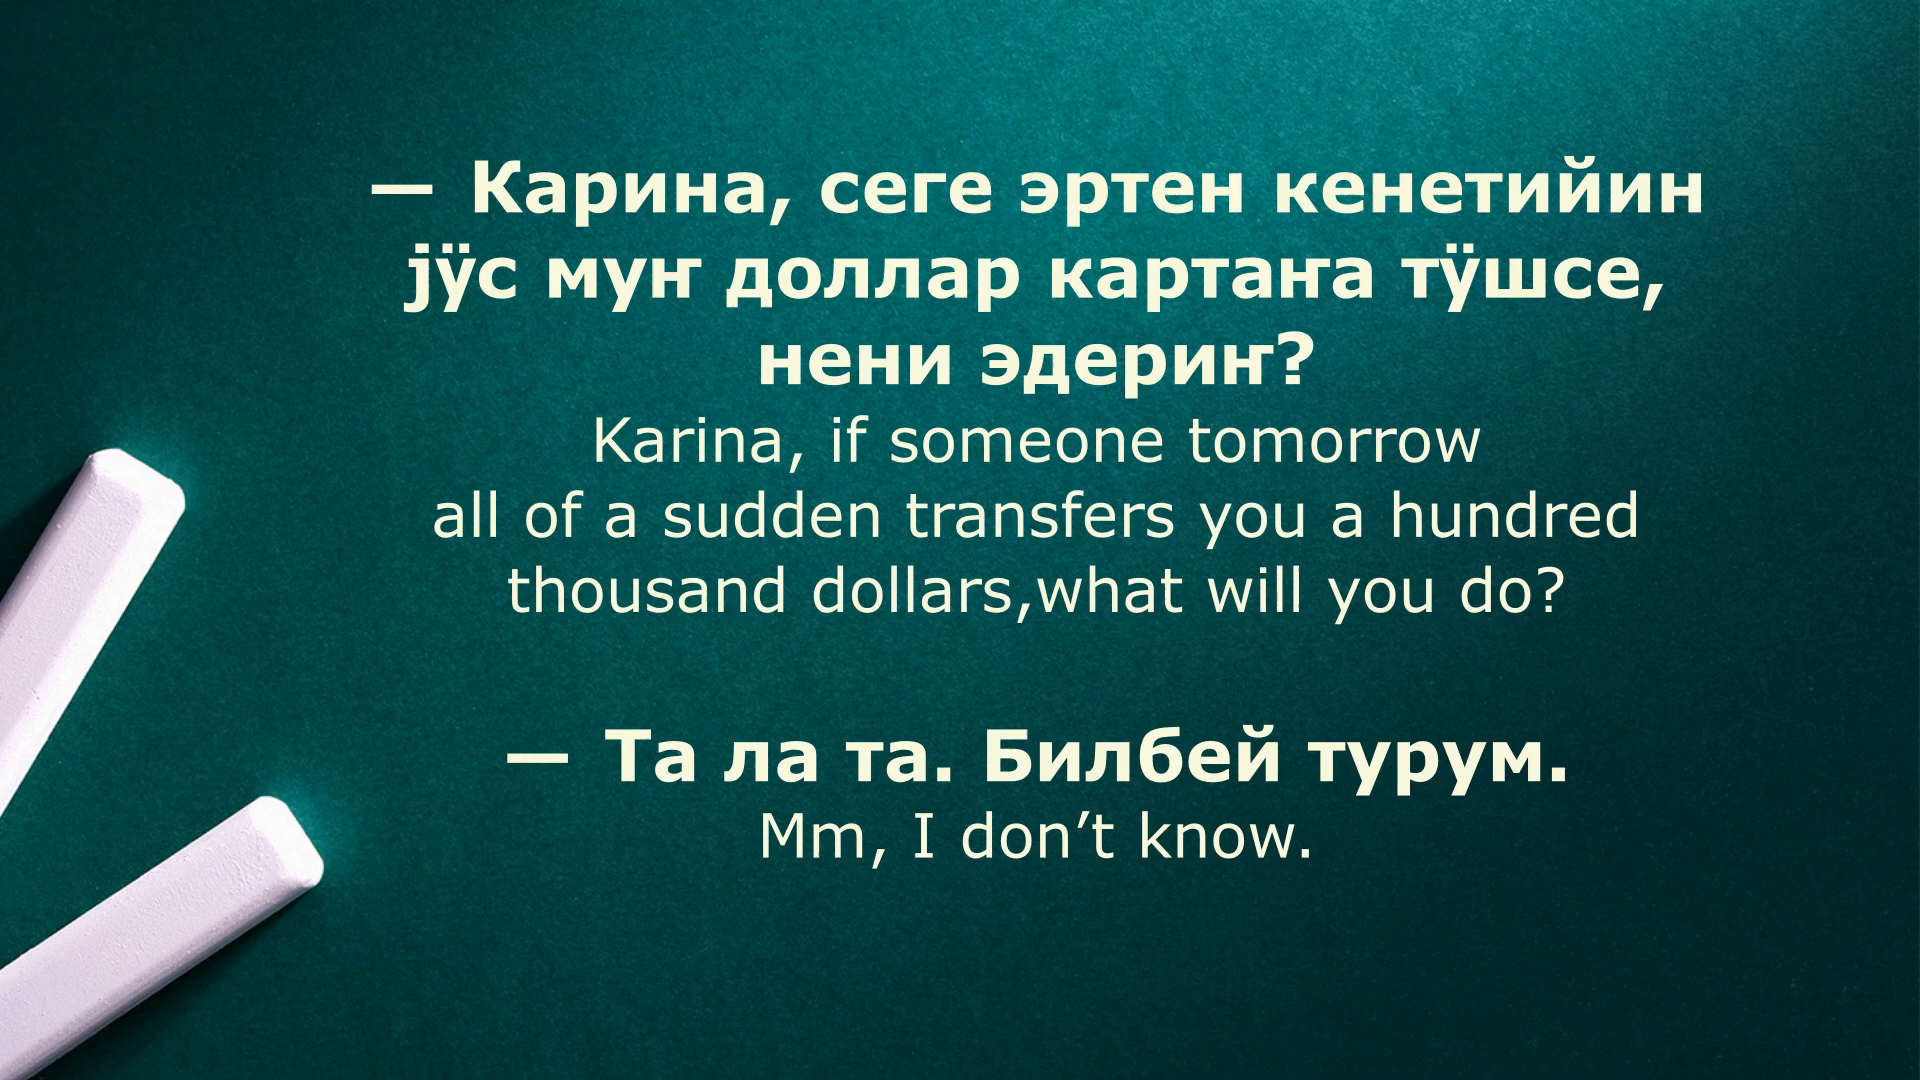 — Карина, сеге эртен кенетийин
јӱс муҥ доллар картаҥа тӱшсе,
нени эдериҥ?
Karina, if someone tomorrow
all of a sudden transfers you a hundred
thousand dollars,what will you do?
— Та ла та. Билбей турум.
Mm, I don’t know.